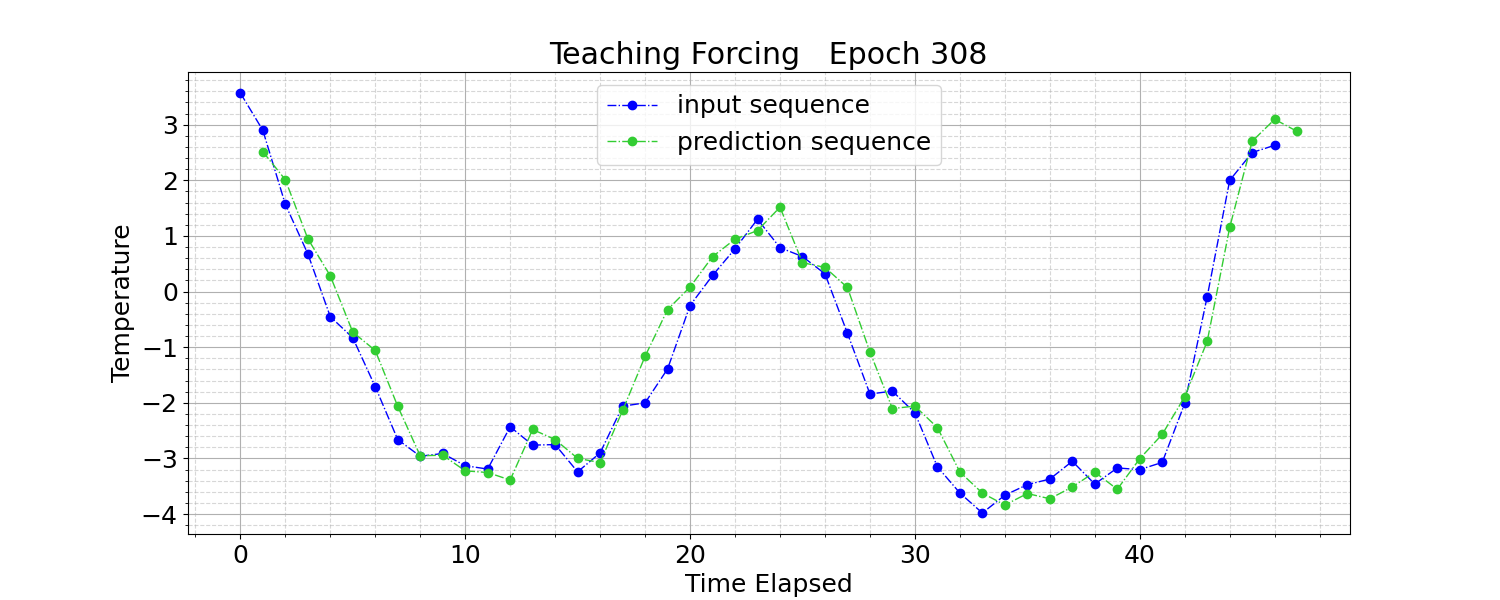 Teaching Forcing   Epoch 308
input sequence
prediction sequence
Temperature
3
2
1
0
−1
−2
−3
−4
0 10 20 30 40
Time Elapsed